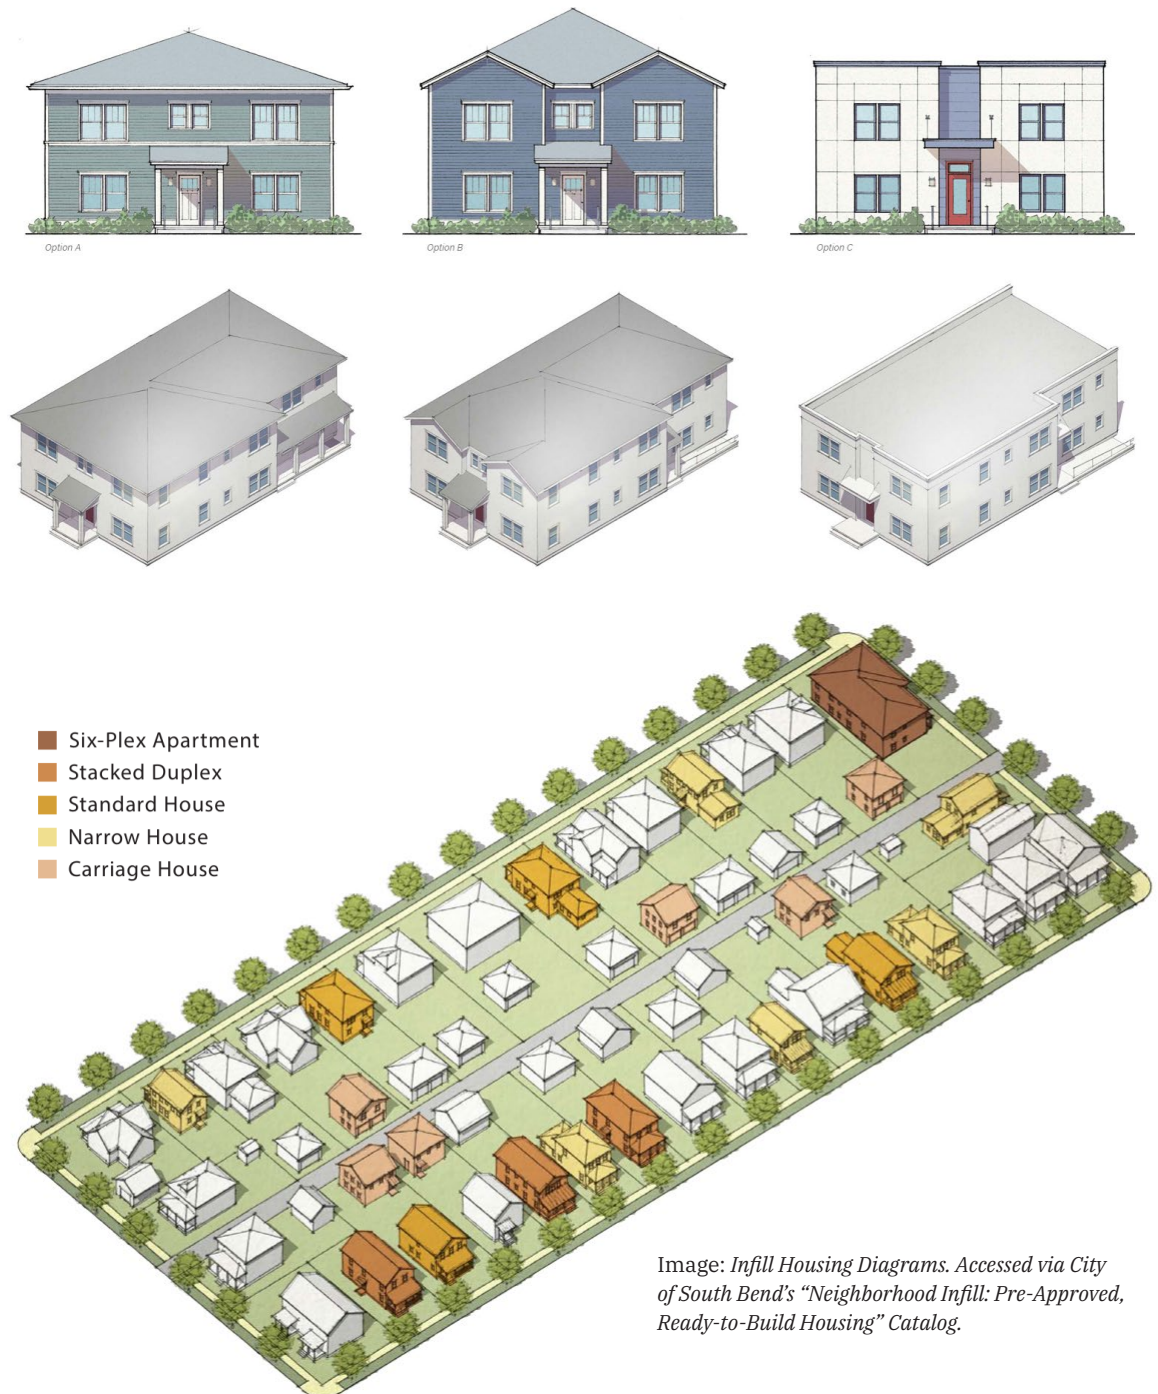 Option A
Option B
Option C
Six-Plex Apartment
Stacked Duplex
Standard House
Narrow House
Carriage House
Image: Infill Housing Diagrams. Accessed via City
of South Bend’s “Neighborhood Infill: Pre-Approved,
Ready-to-Build Housing” Catalog.